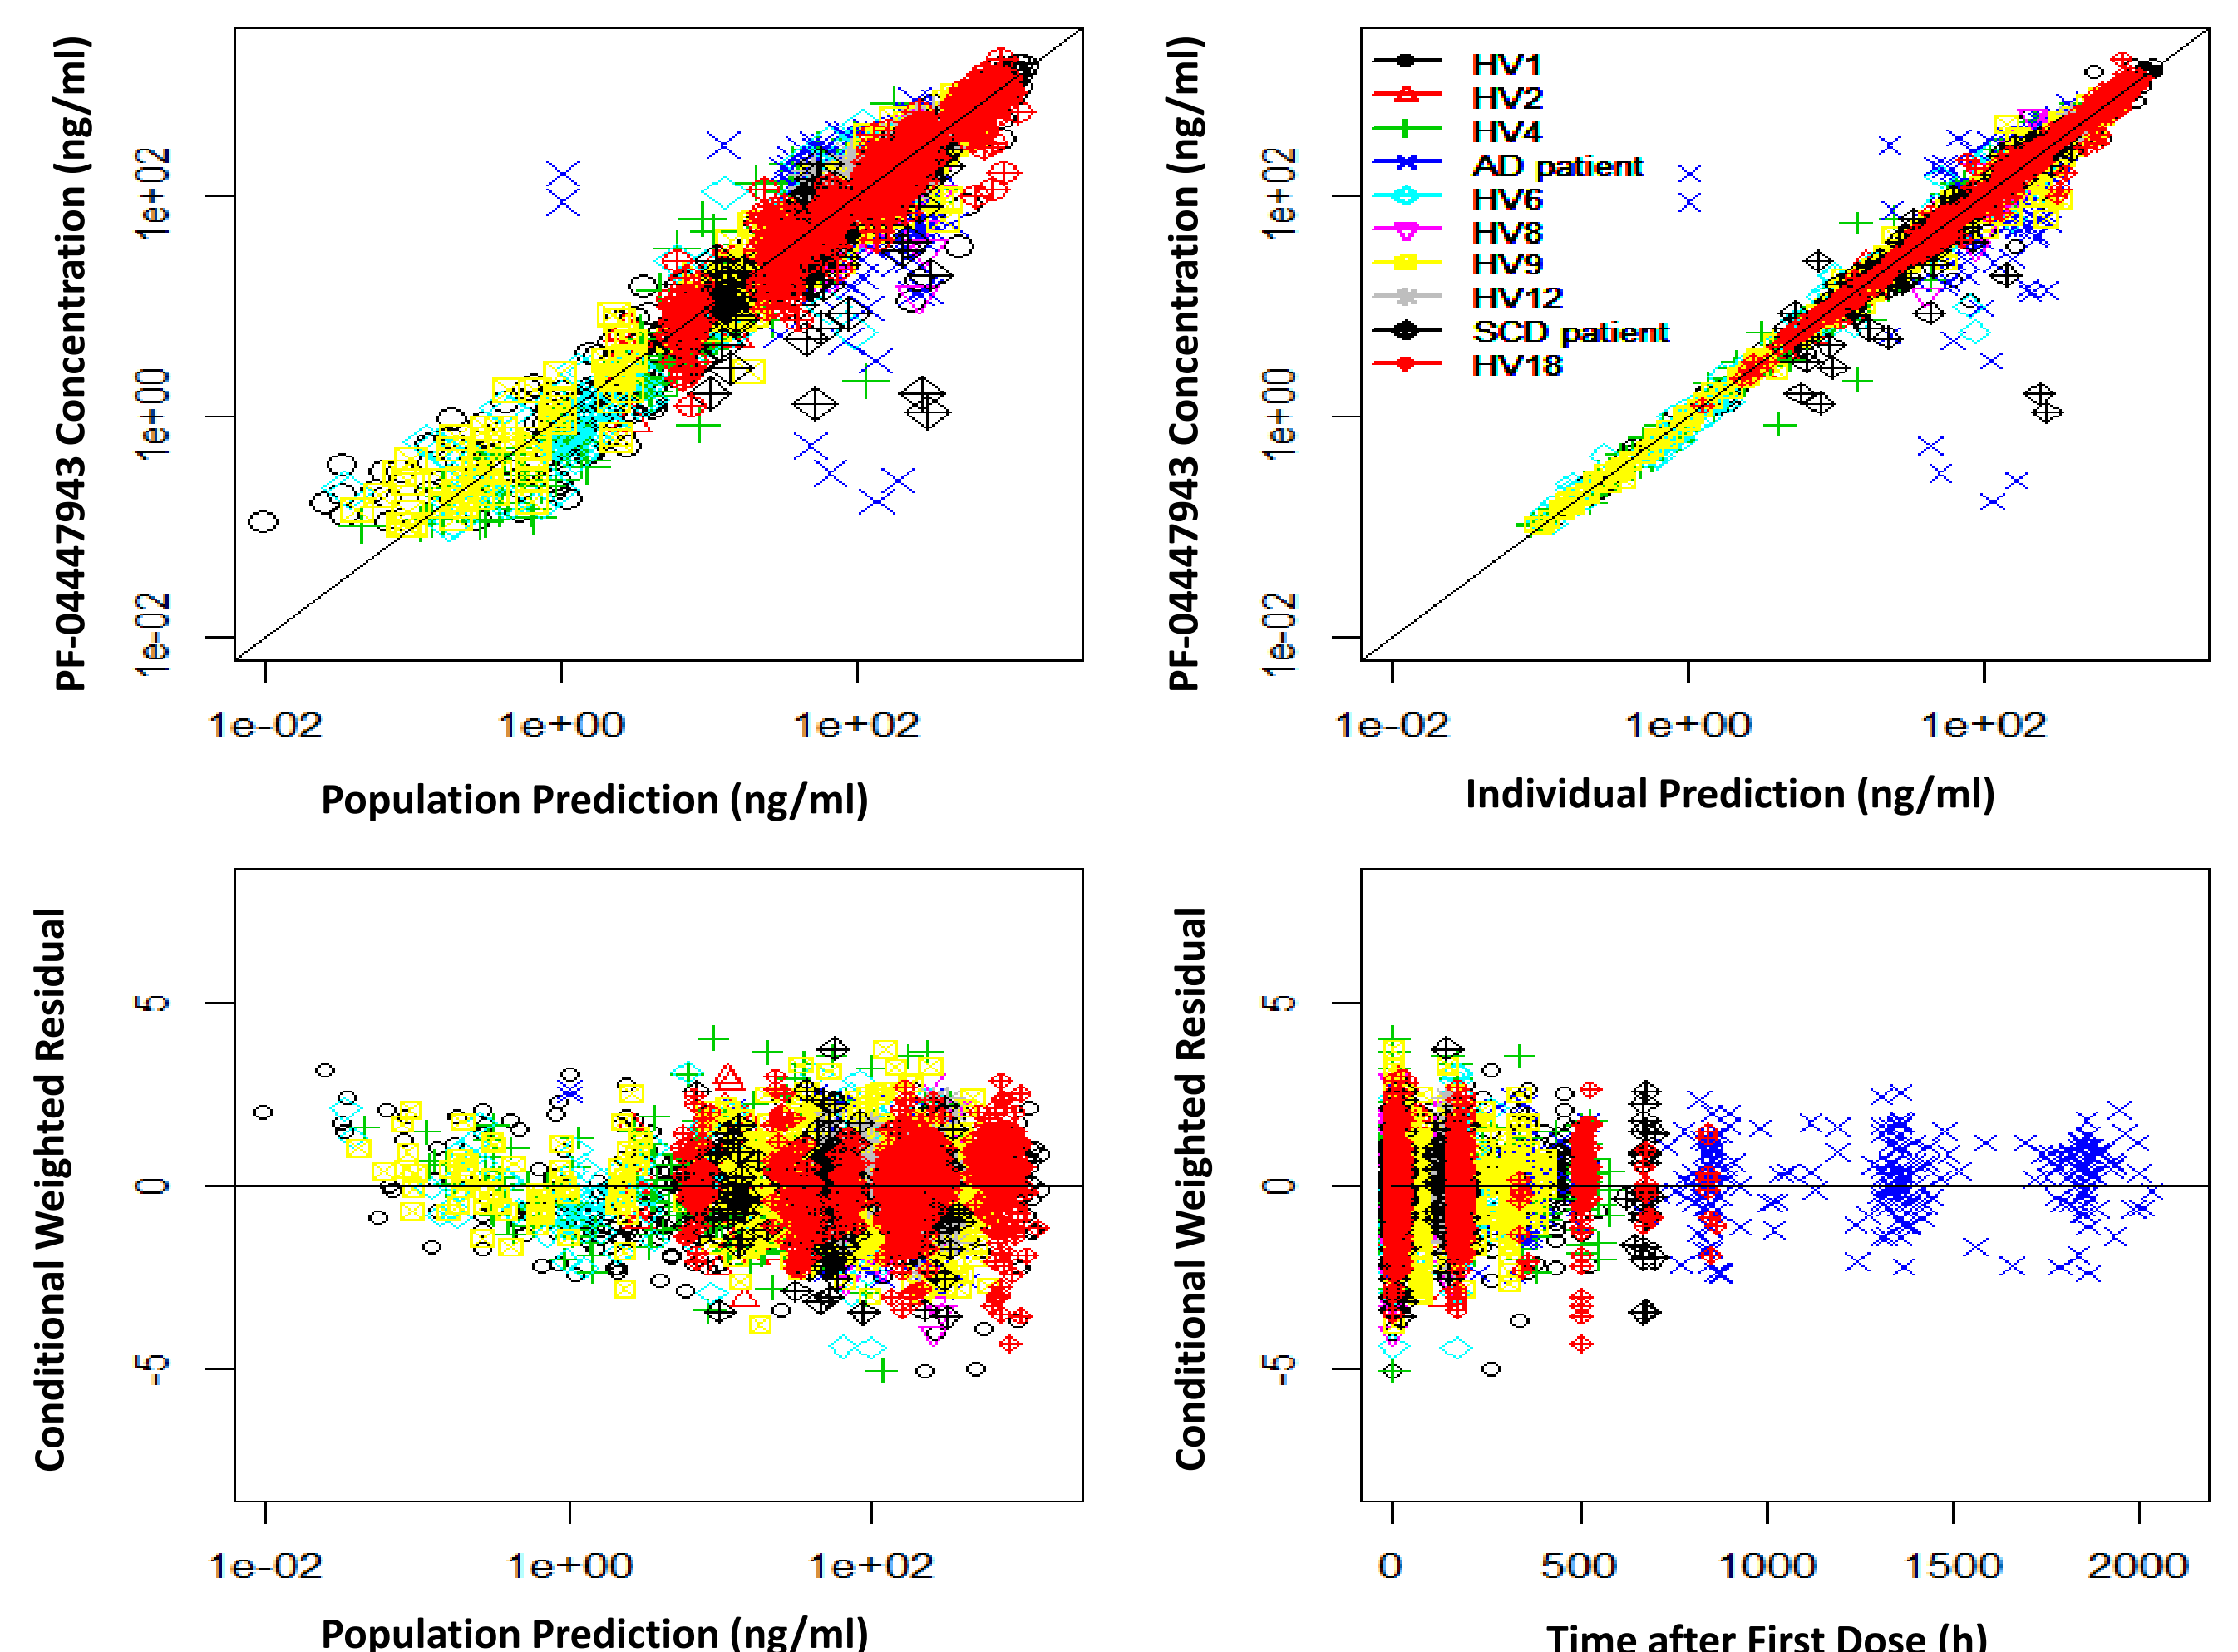 PF-04447943 Concentration (ng/ml)
1e+02
1e+00
1e-02
1e-02 1e+00 1e+02
Population Prediction (ng/ml)
PF-04447943 Concentration (ng/ml)
1e+02
1e+00
1e-02
HV1
HV2
HV4
AD patient
HV6
HV8
HV9
HV12
SCD patient
HV18
1e-02 1e+00 1e+02
Individual Prediction (ng/ml)
Conditional Weighted Residual
5
0
-5
1e-02 1e+00 1e+02
Population Prediction (ng/ml)
Conditional Weighted Residual
5
0
-5
0 500 1000 1500 2000
Time after First Dose (h)